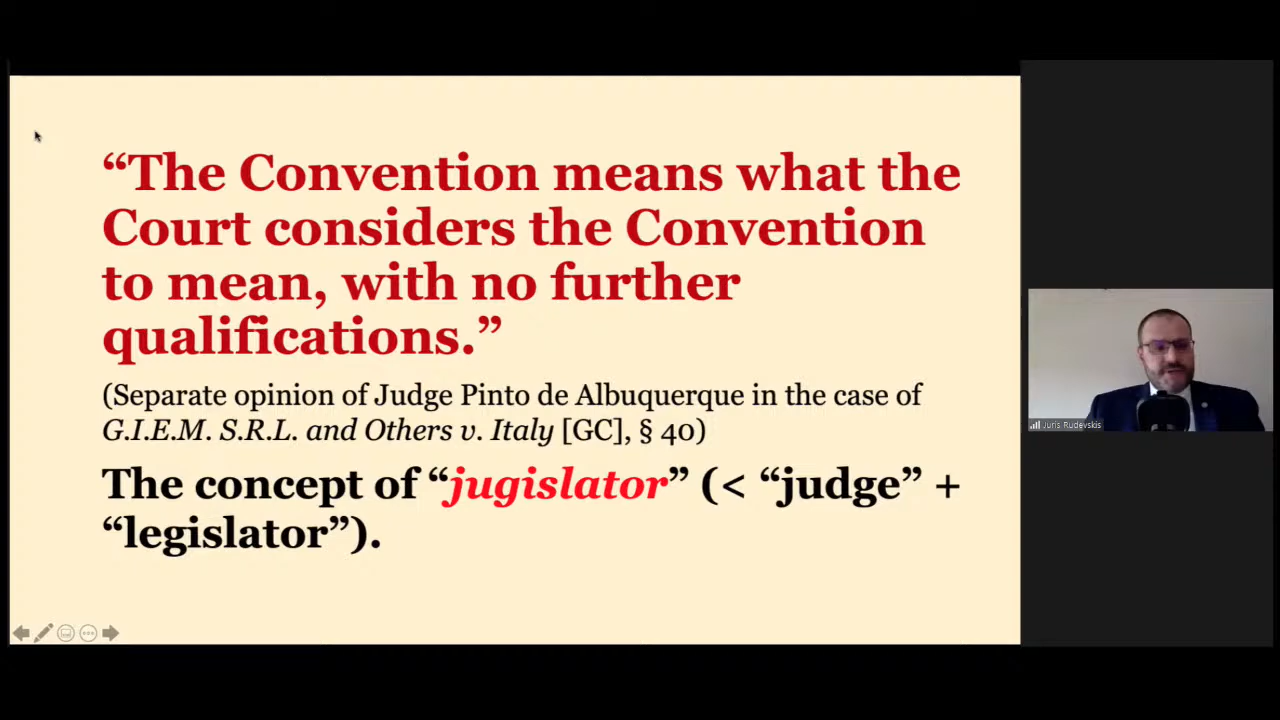 “The Convention means what the
Court considers the Convention
to mean, with no further
qualifications.”
(Separate opinion of Judge Pinto de Albuquerque in the case of
G.I.E.M. S.R.L. and Others v. Italy [GC], § 40)
The concept of “jugislator” (< “judge” +
“legislator”).
Juris Rudevskis